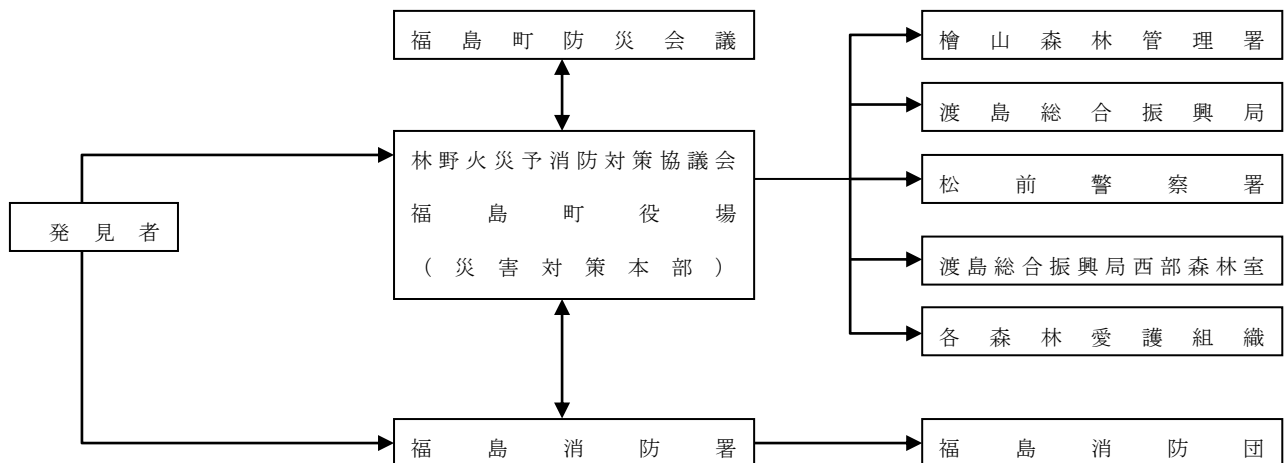 福島町防災会議
檜山森林管理署
渡島総合振興局
林野火災予消防対策協議会
福島町役場
(災害対策本部)
松前警察署
発見者
渡島総合振興局西部森林室
各森林愛護組織
福島消防署
福島消防団